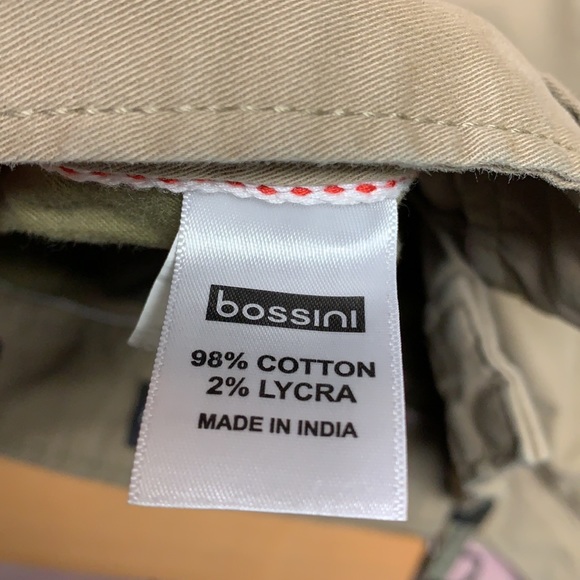 bossini
98% COTTON
2% LYCRA
MADE IN INDIA